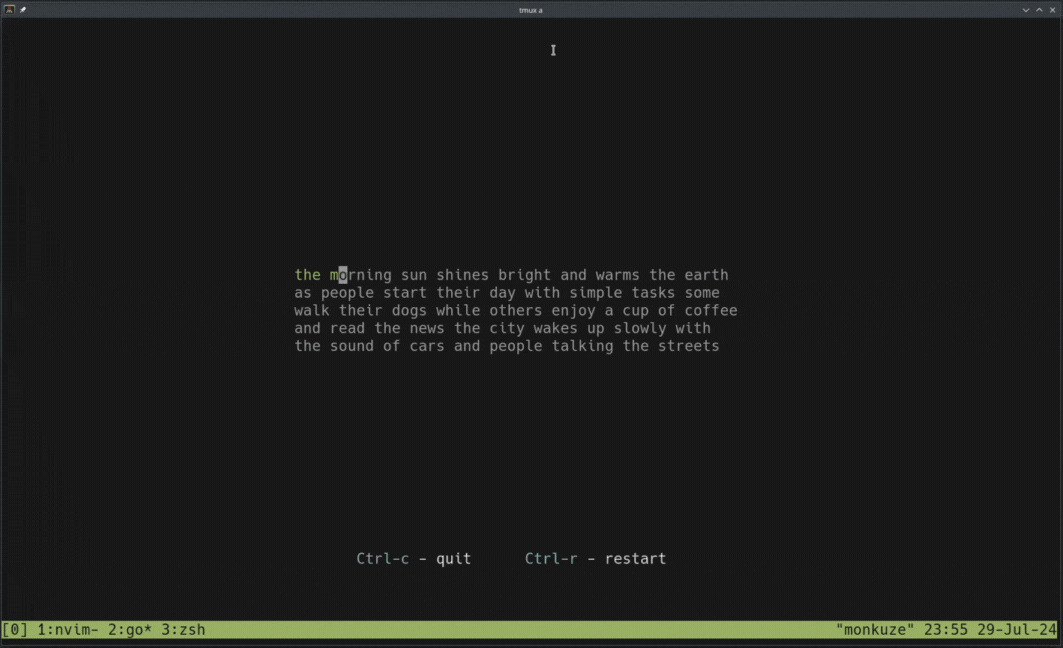 tmux a
the morning sun shines bright and warms the earth
as people start their day with simple tasks some
walk their dogs while others enjoy a cup of coffee
and read the news the city wakes up slowly with
the sound of cars and people talking the streets
Ctrl-c - quit Ctrl-r - restart
[0] 1:nvim- 2:go* 3:zsh "monkuze" 23:55 29-Jul-24